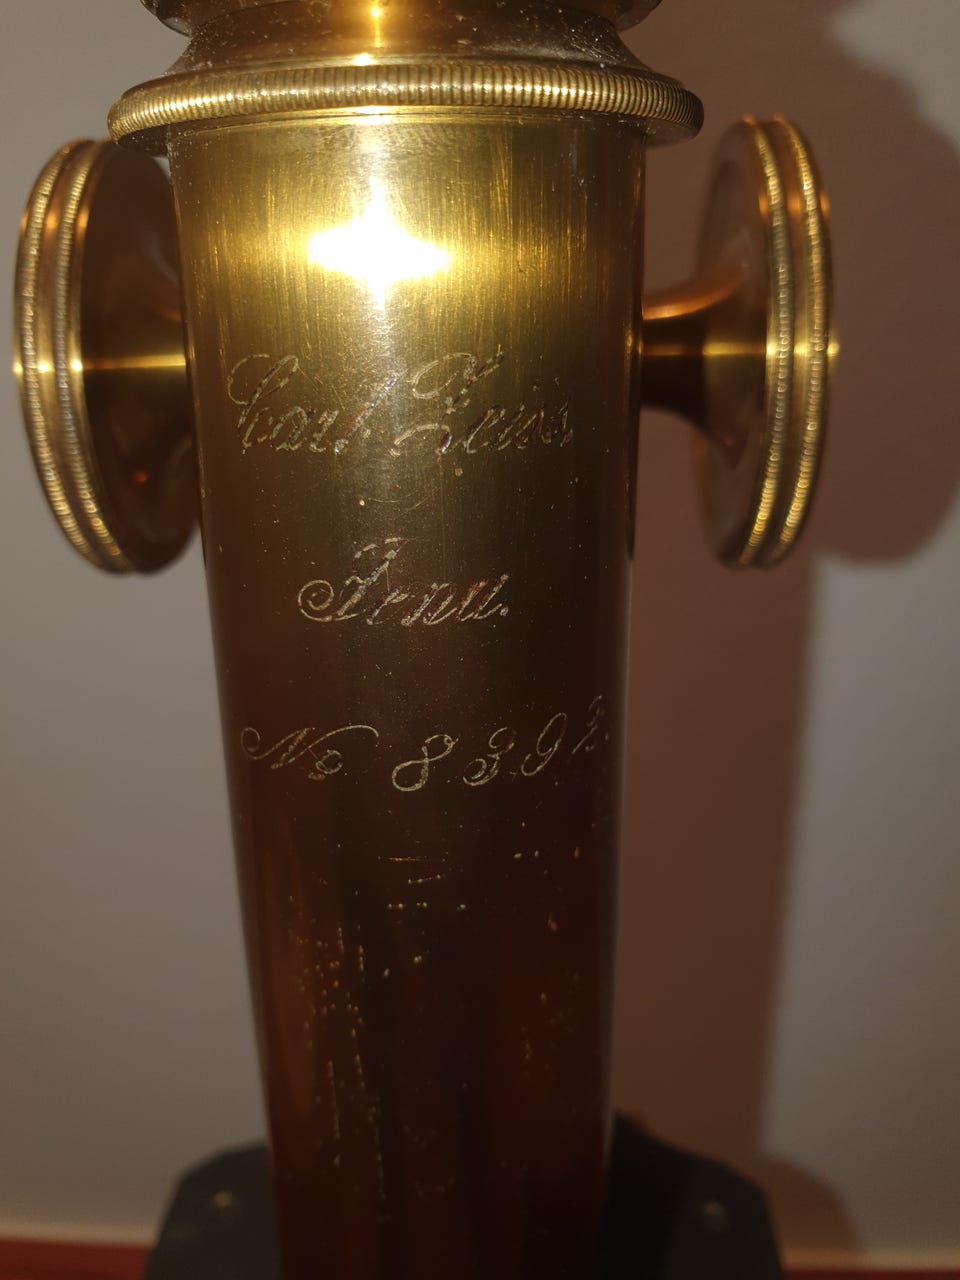 Carl Zeiss
Jena.
No 8392.